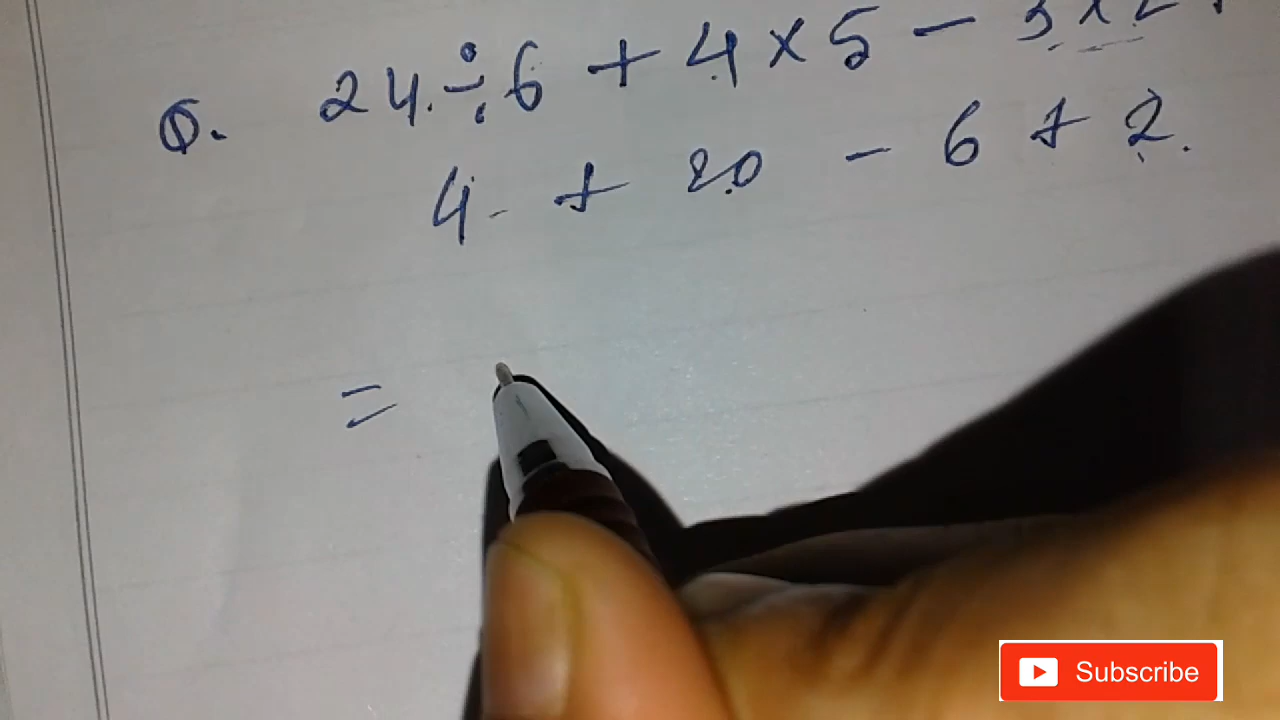 Q. 24 ÷ 6 + 4 × 5 - 3 × 2
4 + 20 - 6 + 2
=
Subscribe